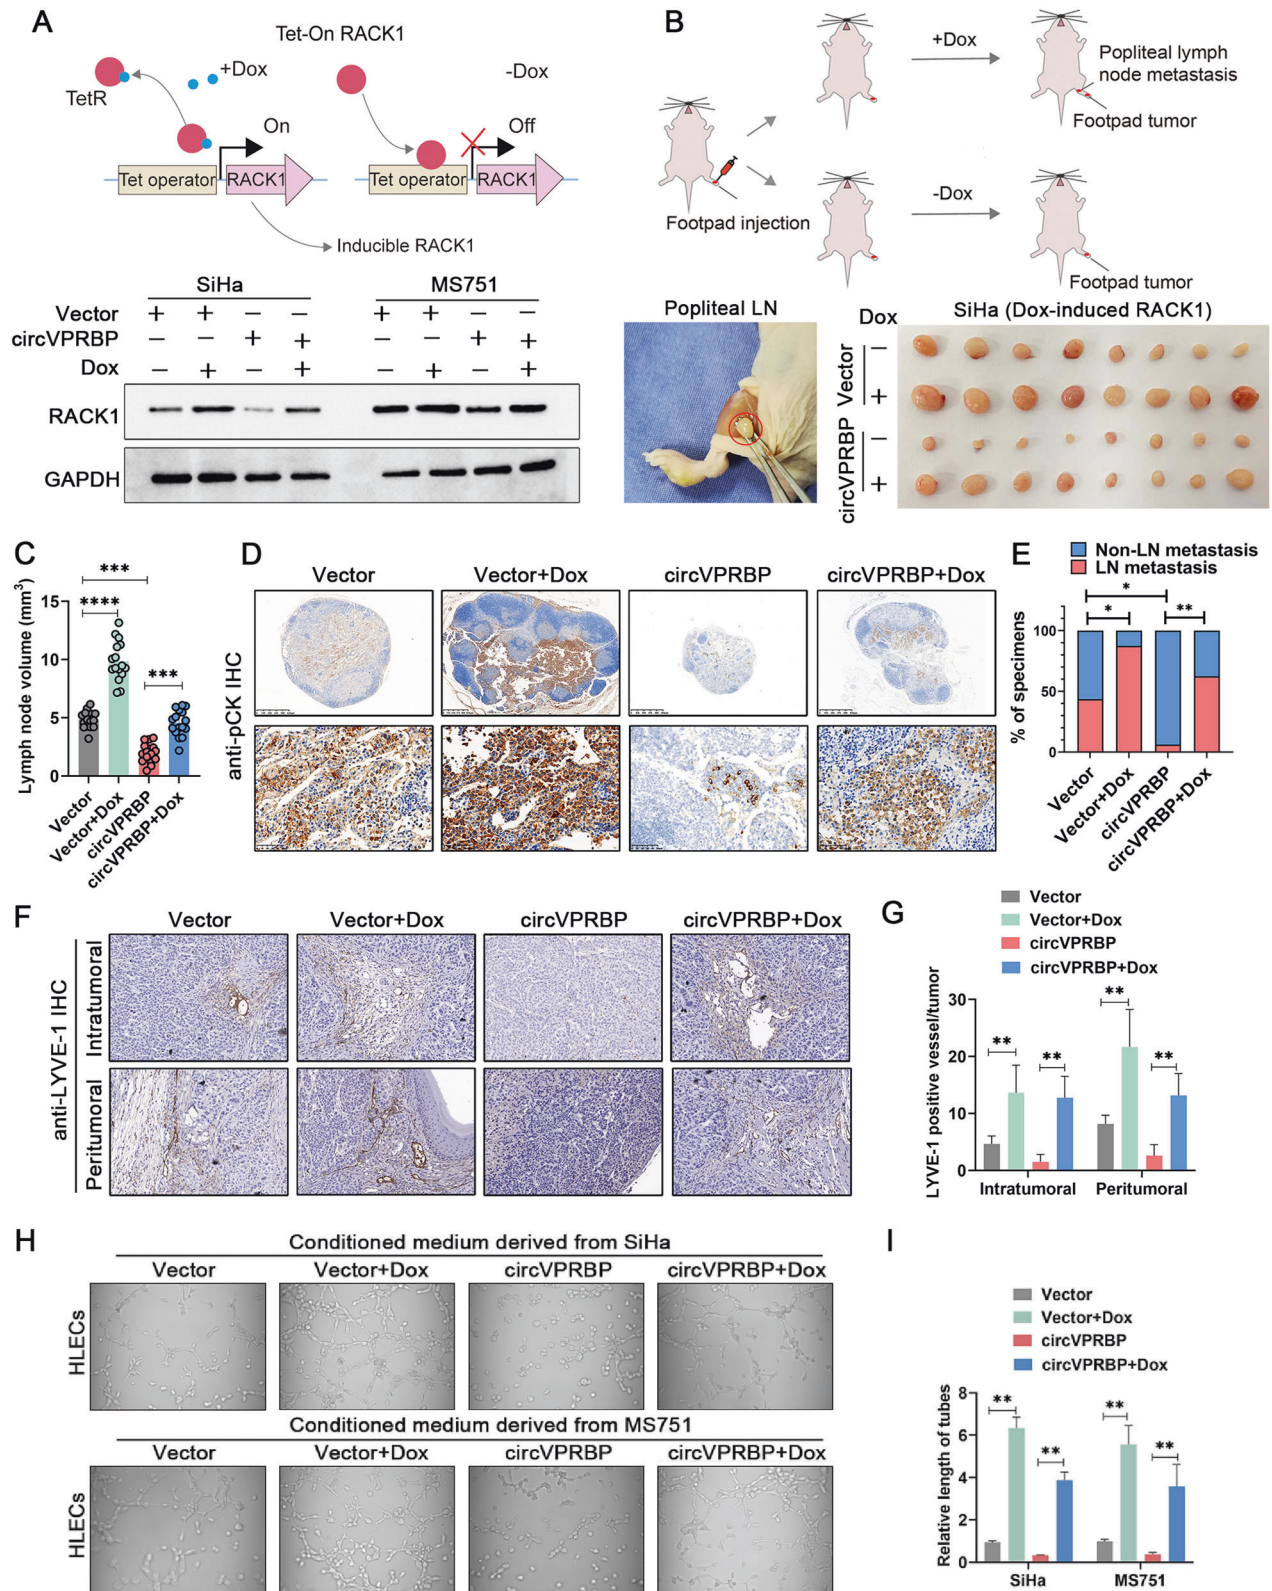 A
Tet-On RACK1
+Dox
-Dox
TetR
On
Off
Tet operator
RACK1
Tet operator
RACK1
Inducible RACK1
SiHa
MS751
Vector + + − − + + − −
circVPRBP − − + + − − + +
Dox − + − + − + − +
RACK1
GAPDH
B
+Dox
Popliteal lymph
node metastasis
Footpad tumor
Footpad injection
-Dox
Footpad tumor
Popliteal LN
Dox
SiHa (Dox-induced RACK1)
Vector
−
+
circVPRBP
−
+
C
Lymph node volume (mm³)
15
10
5
0
***
****
***
Vector
Vector+Dox
circVPRBP
circVPRBP+Dox
D
Vector
Vector+Dox
circVPRBP
circVPRBP+Dox
anti-pCK IHC
E
Non-LN metastasis
LN metastasis
% of specimens
100
50
0
*
*
**
Vector
Vector+Dox
circVPRBP
circVPRBP+Dox
F
Vector
Vector+Dox
circVPRBP
circVPRBP+Dox
anti-LYVE-1 IHC
Intratumoral
Peritumoral
G
Vector
Vector+Dox
circVPRBP
circVPRBP+Dox
LYVE-1 positive vessel/tumor
30
20
10
0
**
**
**
**
Intratumoral
Peritumoral
H
Conditioned medium derived from SiHa
Vector
Vector+Dox
circVPRBP
circVPRBP+Dox
HLECs
Conditioned medium derived from MS751
Vector
Vector+Dox
circVPRBP
circVPRBP+Dox
HLECs
I
Vector
Vector+Dox
circVPRBP
circVPRBP+Dox
Relative length of tubes
8
6
4
2
0
**
**
**
**
SiHa
MS751